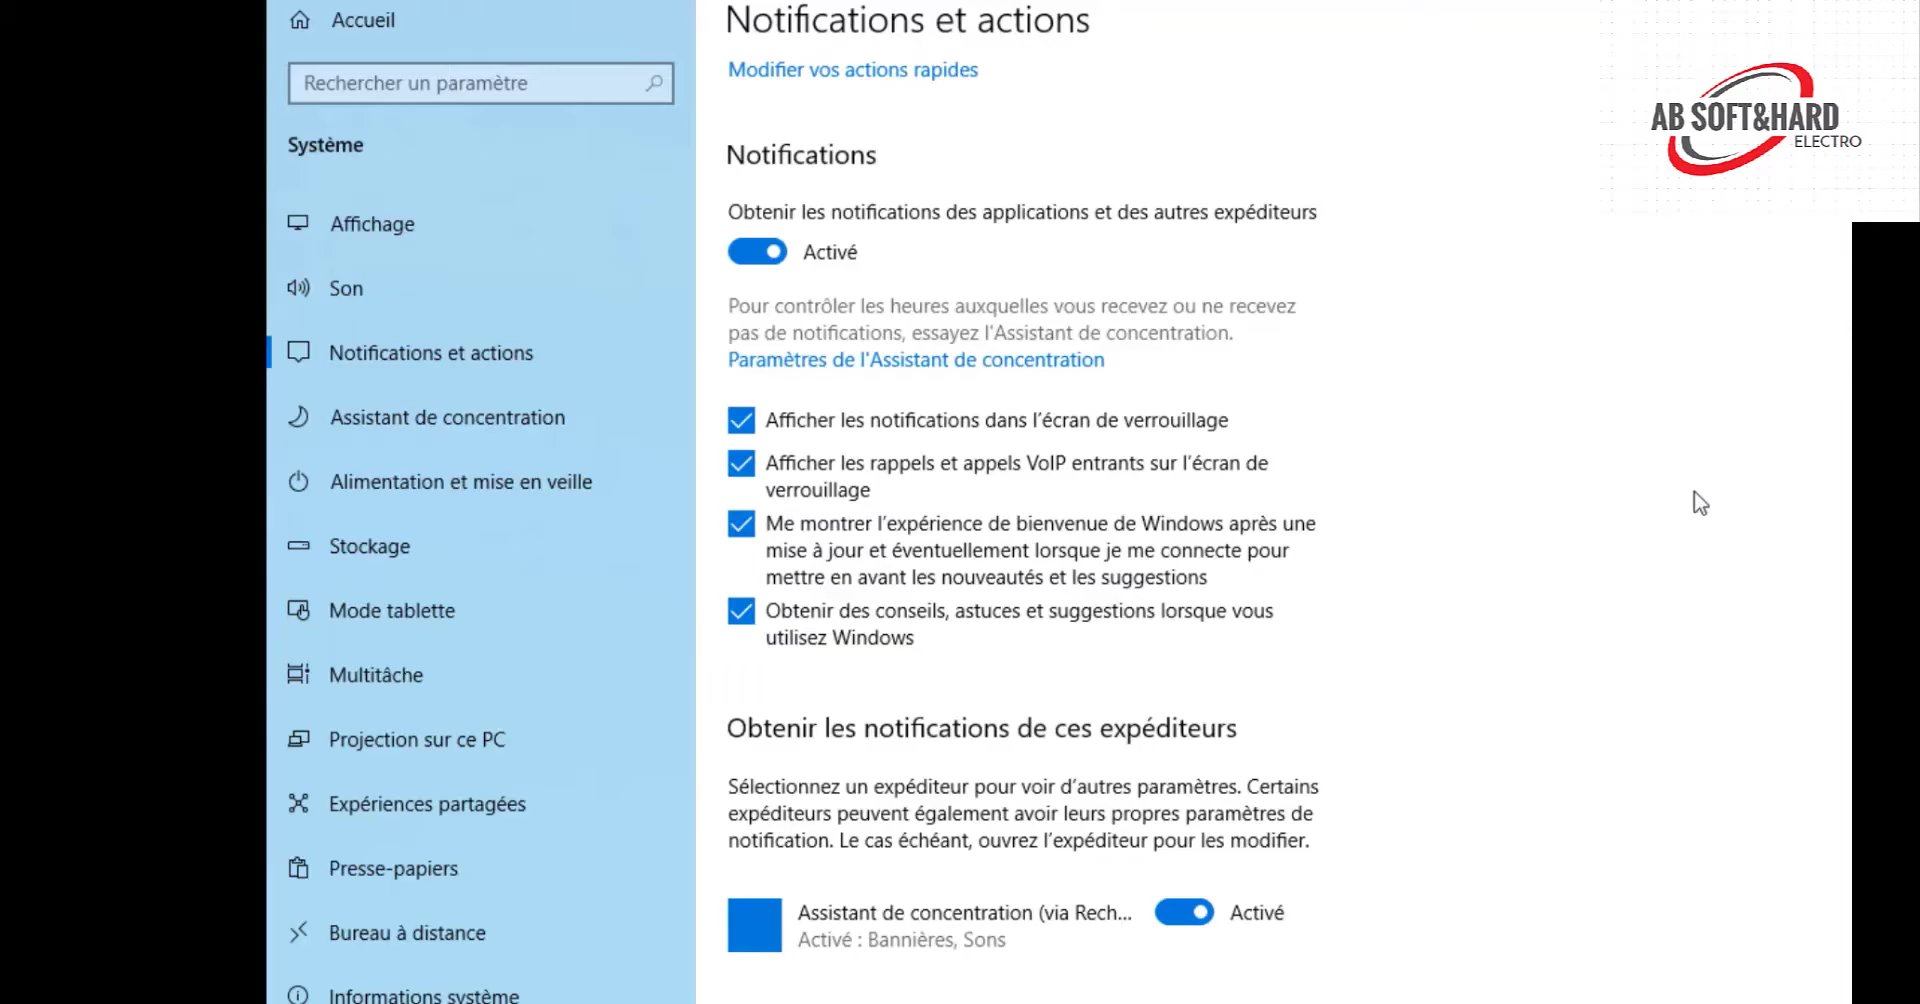 Accueil
Rechercher un paramètre
Système
Affichage
Son
Notifications et actions
Assistant de concentration
Alimentation et mise en veille
Stockage
Mode tablette
Multitâche
Projection sur ce PC
Expériences partagées
Presse-papiers
Bureau à distance
Informations système
Notifications et actions
Modifier vos actions rapides
Notifications
Obtenir les notifications des applications et des autres expéditeurs
Activé
Pour contrôler les heures auxquelles vous recevez ou ne recevez
pas de notifications, essayez l'Assistant de concentration.
Paramètres de l'Assistant de concentration
Afficher les notifications dans l’écran de verrouillage
Afficher les rappels et appels VoIP entrants sur l’écran de
verrouillage
Me montrer l’expérience de bienvenue de Windows après une
mise à jour et éventuellement lorsque je me connecte pour
mettre en avant les nouveautés et les suggestions
Obtenir des conseils, astuces et suggestions lorsque vous
utilisez Windows
Obtenir les notifications de ces expéditeurs
Sélectionnez un expéditeur pour voir d’autres paramètres. Certains
expéditeurs peuvent également avoir leurs propres paramètres de
notification. Le cas échéant, ouvrez l’expéditeur pour les modifier.
Assistant de concentration (via Rech...
Activé
Activé : Bannières, Sons
AB SOFT&HARD
ELECTRO